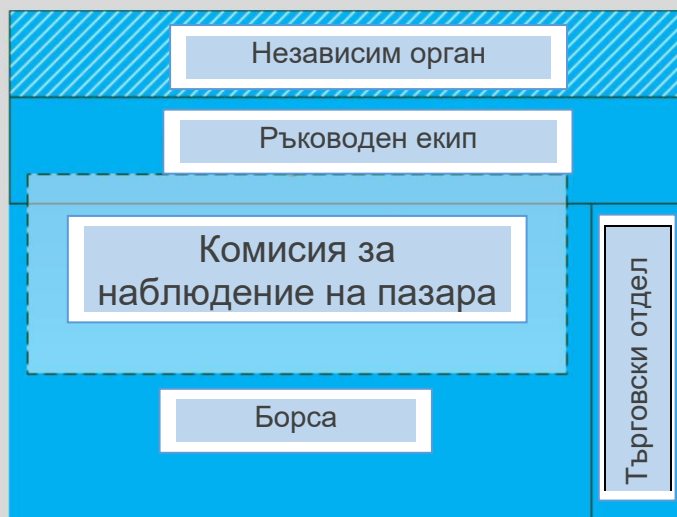 Независим орган
Ръководен екип
Комисия за
наблюдение на пазара
Търговски отдел
Борса